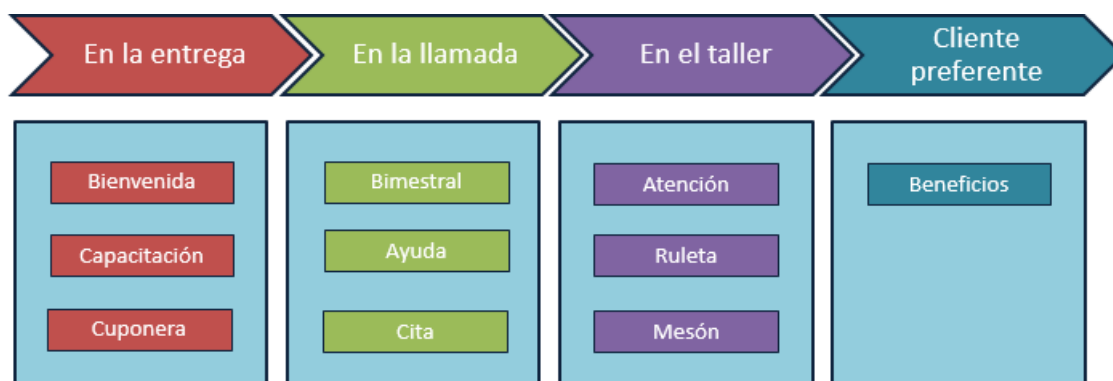 En la entrega
En la llamada
En el taller
Cliente
preferente
Bienvenida
Capacitación
Cuponera
Bimestral
Ayuda
Cita
Atención
Ruleta
Mesón
Beneficios